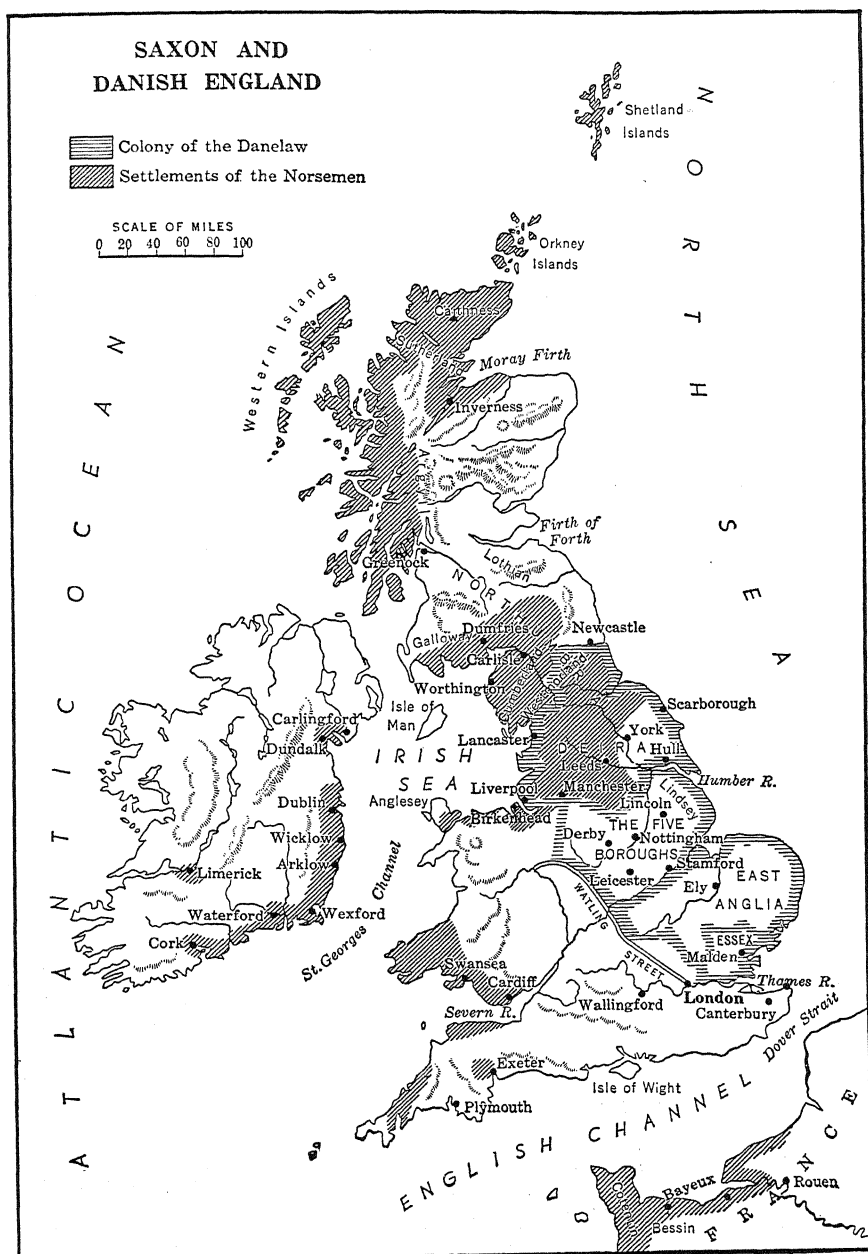 SAXON AND
DANISH ENGLAND
Colony of the Danelaw
Settlements of the Norsemen
SCALE OF MILES
0 20 40 60 80 100
Shetland
Islands
NORTH SEA
Orkney
Islands
Western Islands
Caithness
Sutherland
Moray Firth
Inverness
ATLANTIC OCEAN
Firth of
Forth
Greenock
Lothian
Dumfries
Newcastle
Galloway
Carlisle
Cumberland
Westmorland
Worthington
Isle of
Man
Scarborough
Carlingford
Dundalk
York
Lancaster
DEIRA
Hull
IRISH
SEA
Leeds
Humber R.
Liverpool
Manchester
Lindsey
Anglesey
Lincoln
Dublin
Birkenhead
THE FIVE
BOROUGHS
Derby
Nottingham
Wicklow
Arklow
Stamford
Limerick
Leicester
Ely
EAST
ANGLIA
WATLING
STREET
Waterford
Wexford
St. Georges Channel
Cork
ESSEX
Malden
Swansea
Cardiff
Thames R.
London
Wallingford
Canterbury
Severn R.
Dover Strait
Exeter
Isle of Wight
Plymouth
ENGLISH CHANNEL
FRANCE
Bayeux
Rouen
Bessin